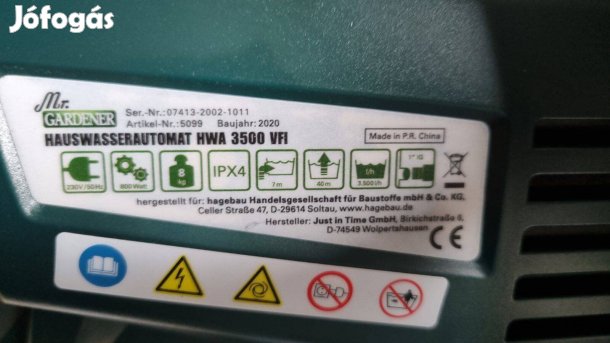 Jófogás
Mr.
GARDENER
Ser.-Nr.: 07413-2002-1011
Artikel-Nr.: 5099 Baujahr: 2020
HAUSWASSERAUTOMAT HWA 3500 VFI
Made in P.R. China
8 kg
IPX4
1" IG
l/h
230V/50Hz
800 Watt
7 m
40 m
3.500 l/h
hergestellt für: hagebau Handelsgesellschaft für Baustoffe mbH & Co. KG,
Celler Straße 47, D-29614 Soltau, www.hagebau.de
Hersteller: Just in Time GmbH, Birkichstraße 6,
D-74549 Wolpertshausen
CE